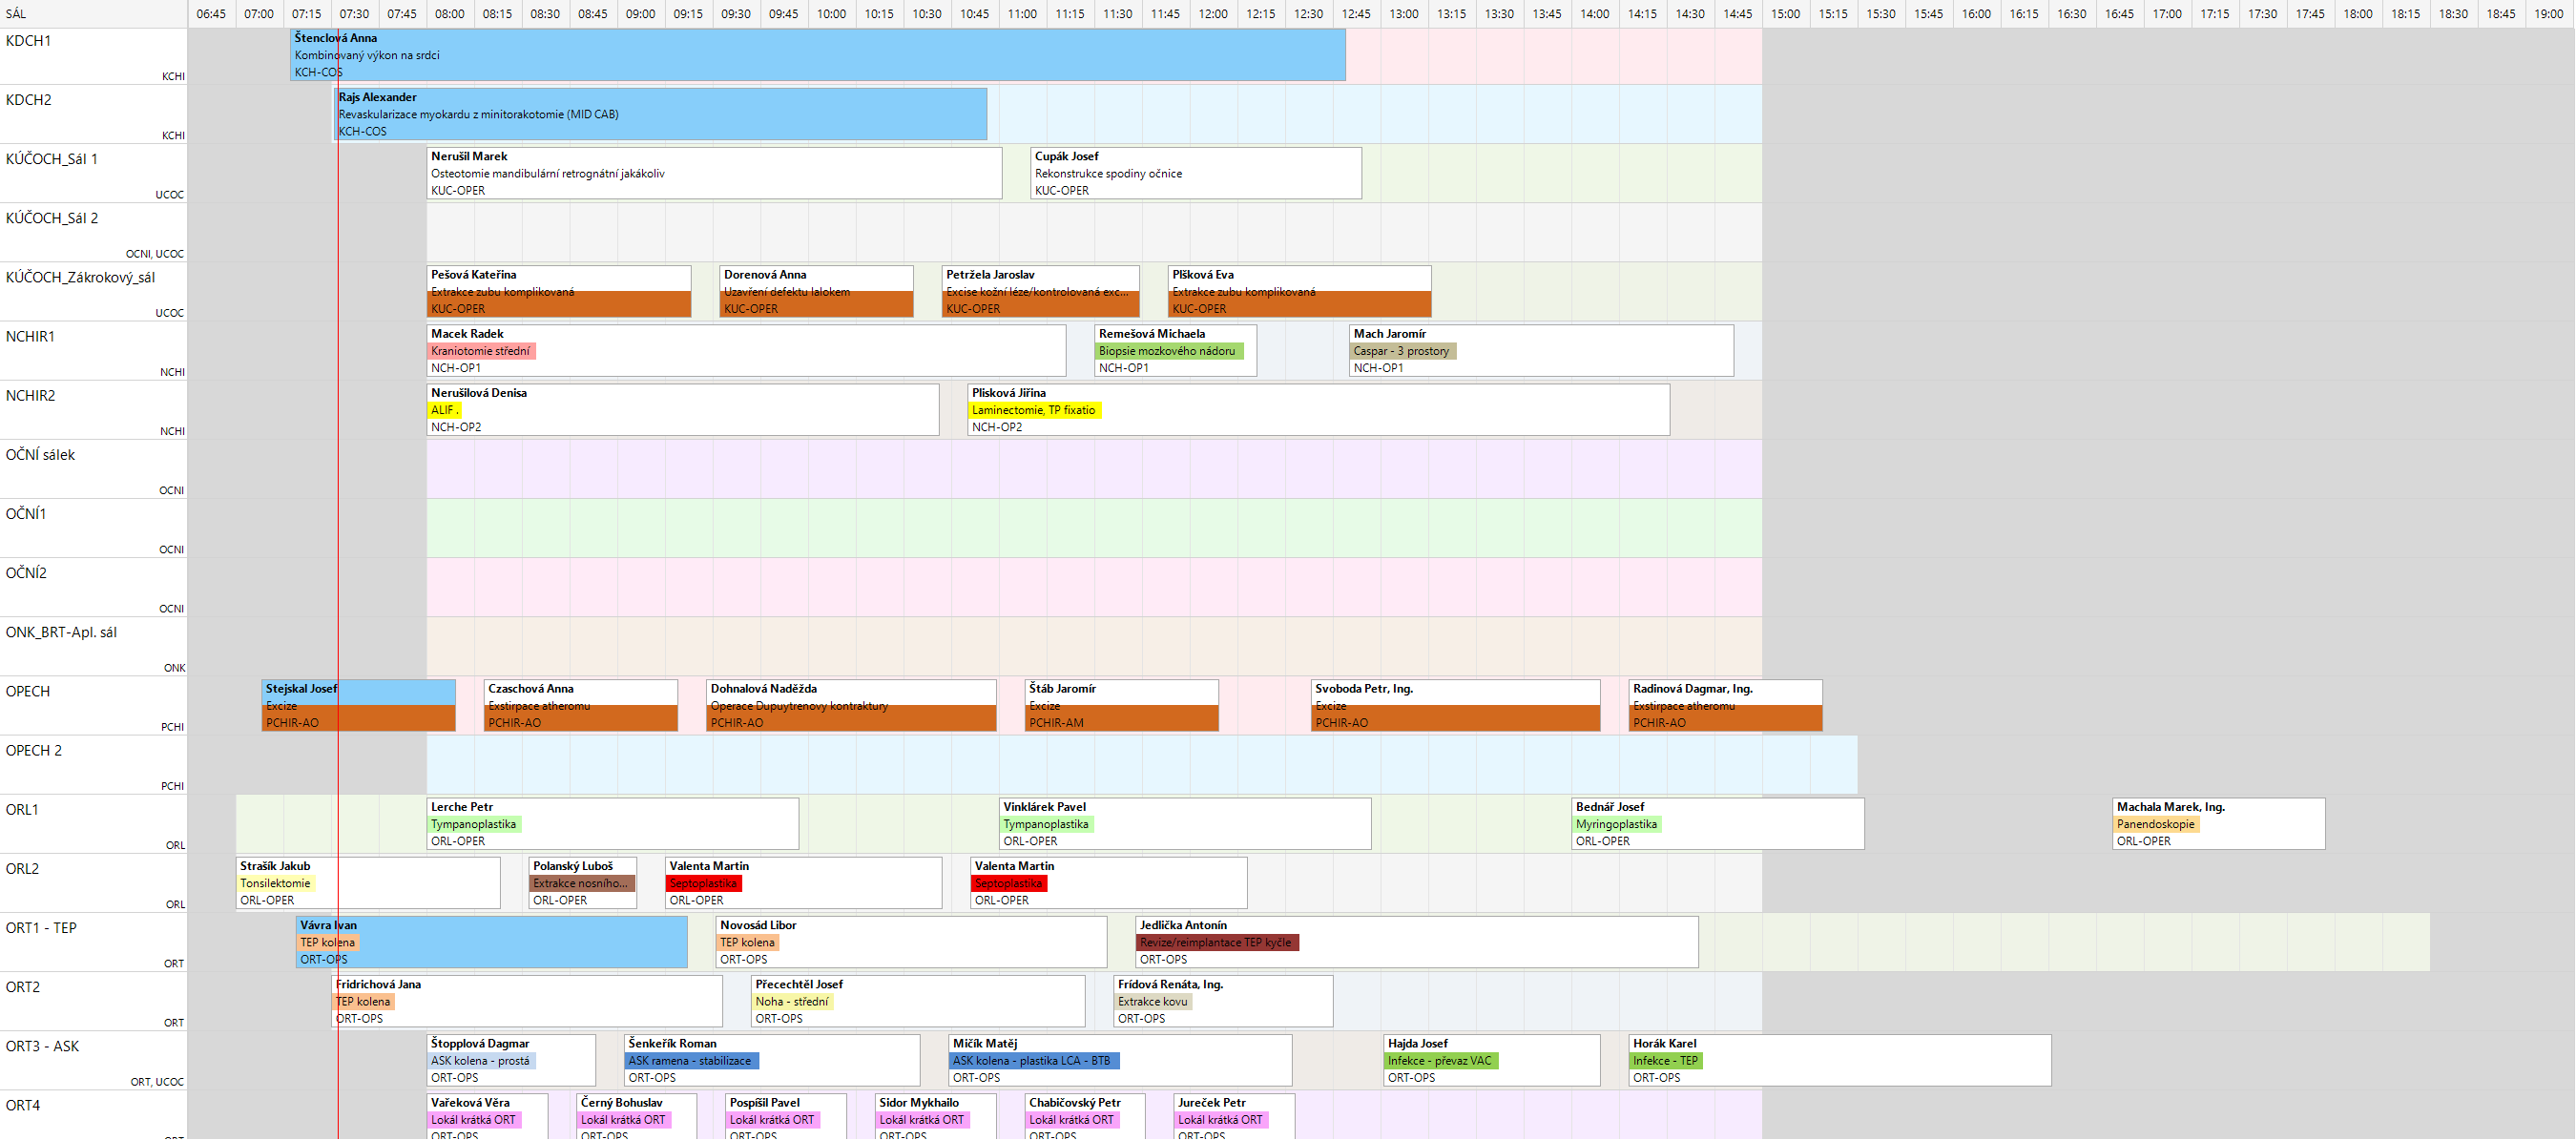 SÁL 06:45 07:00 07:15 07:30 07:45 08:00 08:15 08:30 08:45 09:00 09:15 09:30 09:45 10:00 10:15 10:30 10:45 11:00 11:15 11:30 11:45 12:00 12:15 12:30 12:45 13:00 13:15 13:30 13:45 14:00 14:15 14:30 14:45 15:00 15:15 15:30 15:45 16:00 16:15 16:30 16:45 17:00 17:15 17:30 17:45 18:00 18:15 18:30 18:45 19:00
KDCH1
KCHI
Štenclová Anna
Kombinovaný výkon na srdci
KCH-COS
KDCH2
KCHI
Rajs Alexander
Revaskularizace myokardu z minitorakotomie (MID CAB)
KCH-COS
KÚČOCH_Sál 1
UCOC
Nerušil Marek
Osteotomie mandibulární retrognátní jakákoliv
KUC-OPER
Cupák Josef
Rekonstrukce spodiny očnice
KUC-OPER
KÚČOCH_Sál 2
OCNI, UCOC
KÚČOCH_Zákrokový_sál
UCOC
Pešová Kateřina
Extrakce zubu komplikovaná
KUC-OPER
Dorenová Anna
Uzavření defektu lalokem
KUC-OPER
Petržela Jaroslav
Excise kožní léze/kontrolovaná exc...
KUC-OPER
Plšková Eva
Extrakce zubu komplikovaná
KUC-OPER
NCHIR1
NCHI
Macek Radek
Kraniotomie střední
NCH-OP1
Remešová Michaela
Biopsie mozkového nádoru
NCH-OP1
Mach Jaromír
Caspar - 3 prostory
NCH-OP1
NCHIR2
NCHI
Nerušilová Denisa
ALIF .
NCH-OP2
Plisková Jiřina
Laminectomie, TP fixatio
NCH-OP2
OČNÍ sálek
OCNI
OČNÍ1
OCNI
OČNÍ2
OCNI
ONK_BRT-Apl. sál
ONK
OPECH
PCHI
Stejskal Josef
Excize
PCHIR-AO
Czaschová Anna
Exstirpace atheromu
PCHIR-AO
Dohnalová Naděžda
Operace Dupuytrenovy kontraktury
PCHIR-AO
Štáb Jaromír
Excize
PCHIR-AM
Svoboda Petr, Ing.
Excize
PCHIR-AO
Radinová Dagmar, Ing.
Exstirpace atheromu
PCHIR-AO
OPECH 2
PCHI
ORL1
ORL
Lerche Petr
Tympanoplastika
ORL-OPER
Vinklárek Pavel
Tympanoplastika
ORL-OPER
Bednář Josef
Myringoplastika
ORL-OPER
Machala Marek, Ing.
Panendoskopie
ORL-OPER
ORL2
ORL
Strašík Jakub
Tonsilektomie
ORL-OPER
Polanský Luboš
Extrakce nosního...
ORL-OPER
Valenta Martin
Septoplastika
ORL-OPER
Valenta Martin
Septoplastika
ORL-OPER
ORT1 - TEP
ORT
Vávra Ivan
TEP kolena
ORT-OPS
Novosád Libor
TEP kolena
ORT-OPS
Jedlička Antonín
Revize/reimplantace TEP kyčle
ORT-OPS
ORT2
ORT
Fridrichová Jana
TEP kolena
ORT-OPS
Přecechtěl Josef
Noha - střední
ORT-OPS
Frídová Renáta, Ing.
Extrakce kovu
ORT-OPS
ORT3 - ASK
ORT, UCOC
Štopplová Dagmar
ASK kolena - prostá
ORT-OPS
Šenkeřík Roman
ASK ramena - stabilizace
ORT-OPS
Mičík Matěj
ASK kolena - plastika LCA - BTB
ORT-OPS
Hajda Josef
Infekce - převaz VAC
ORT-OPS
Horák Karel
Infekce - TEP
ORT-OPS
ORT4
ORT
Vařeková Věra
Lokál krátká ORT
ORT-OPS
Černý Bohuslav
Lokál krátká ORT
ORT-OPS
Pospíšil Pavel
Lokál krátká ORT
ORT-OPS
Sidor Mykhailo
Lokál krátká ORT
ORT-OPS
Chabičovský Petr
Lokál krátká ORT
ORT-OPS
Jureček Petr
Lokál krátká ORT
ORT-OPS